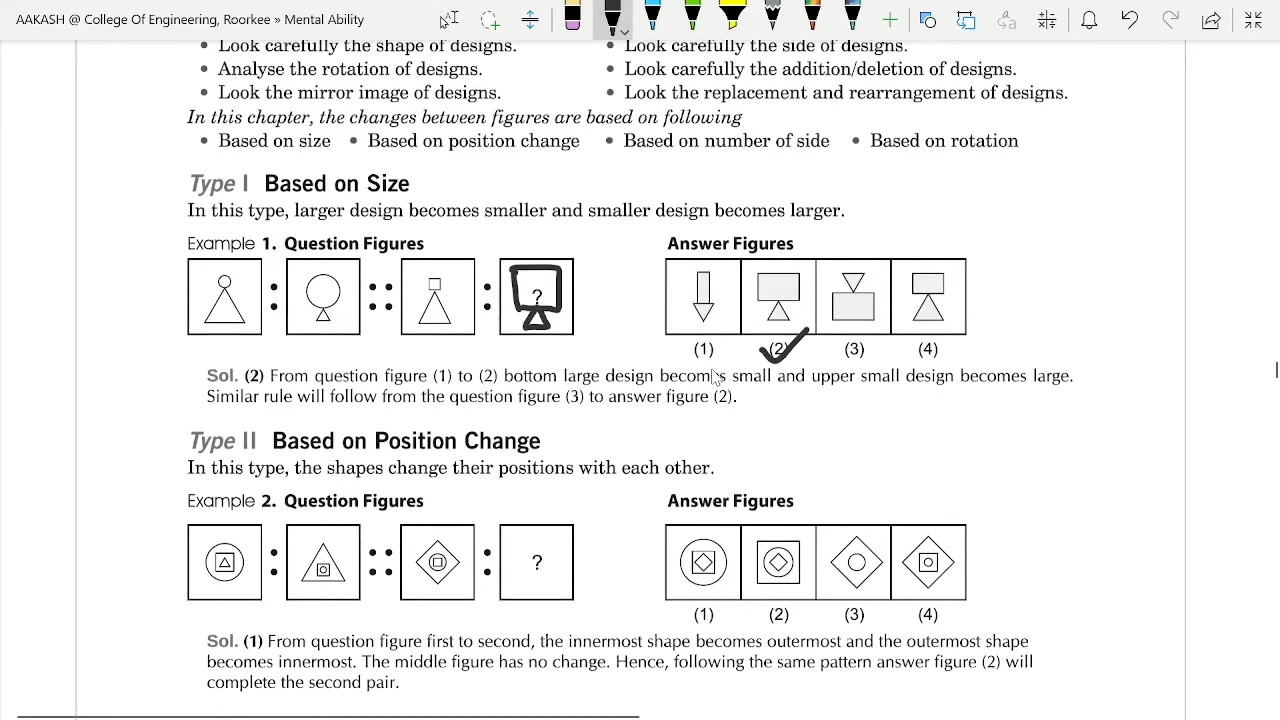 AAKASH @ College Of Engineering, Roorkee » Mental Ability
• Look carefully the shape of designs. • Look carefully the side of designs.
• Analyse the rotation of designs. • Look carefully the addition/deletion of designs.
• Look the mirror image of designs. • Look the replacement and rearrangement of designs.
In this chapter, the changes between figures are based on following
• Based on size • Based on position change • Based on number of side • Based on rotation
Type I Based on Size
In this type, larger design becomes smaller and smaller design becomes larger.
Example 1. Question Figures Answer Figures
?
(1) (2) (3) (4)
Sol. (2) From question figure (1) to (2) bottom large design becomes small and upper small design becomes large.
Similar rule will follow from the question figure (3) to answer figure (2).
Type II Based on Position Change
In this type, the shapes change their positions with each other.
Example 2. Question Figures Answer Figures
?
(1) (2) (3) (4)
Sol. (1) From question figure first to second, the innermost shape becomes outermost and the outermost shape
becomes innermost. The middle figure has no change. Hence, following the same pattern answer figure (2) will
complete the second pair.